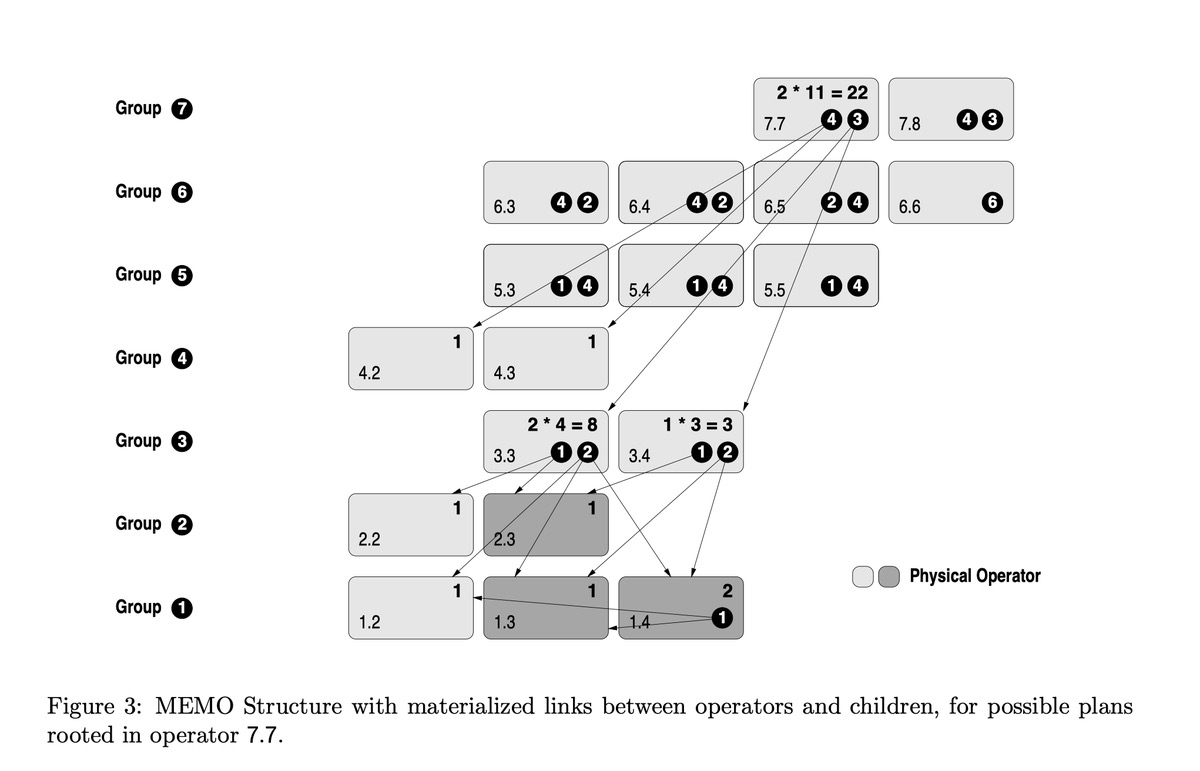 Group 7
2 * 11 = 22
7.7 4 3
7.8 4 3
Group 6
6.3 4 2
6.4 4 2
6.5 2 4
6.6 6
Group 5
5.3 1 4
5.4 1 4
5.5 1 4
Group 4
1
4.2
1
4.3
Group 3
2 * 4 = 8
3.3 1 2
1 * 3 = 3
3.4 1 2
Group 2
1
2.2
1
2.3
Group 1
1
1.2
1
1.3
2
1.4 1
Physical Operator
Figure 3: MEMO Structure with materialized links between operators and children, for possible plans
rooted in operator 7.7.